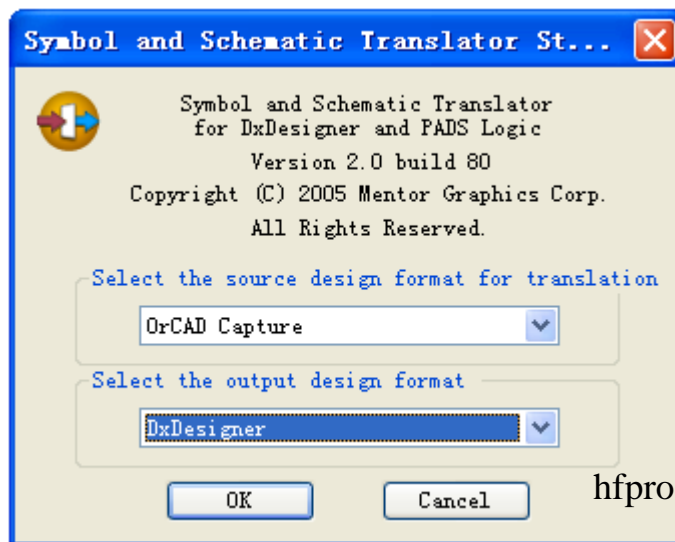 Symbol and Schematic Translator St...
Symbol and Schematic Translator
for DxDesigner and PADS Logic
Version 2.0 build 80
Copyright (C) 2005 Mentor Graphics Corp.
All Rights Reserved.
Select the source design format for translation
OrCAD Capture
Select the output design format
DxDesigner
OK Cancel
hfpro